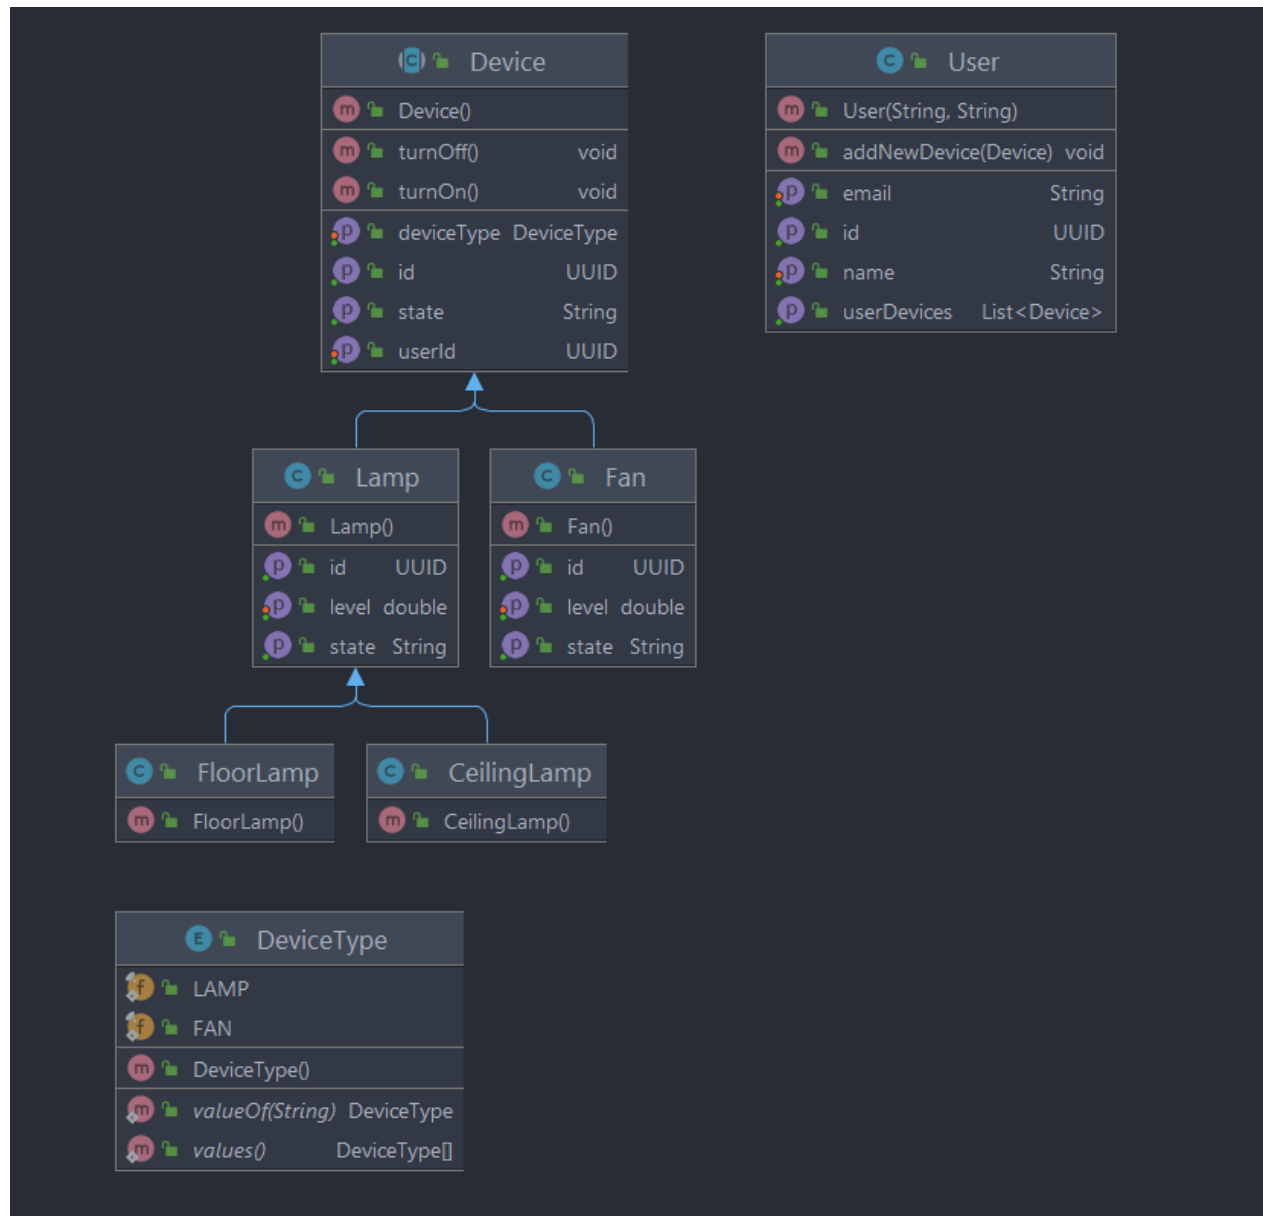 Device
Device()
turnOff() void
turnOn() void
deviceType DeviceType
id UUID
state String
userId UUID
User
User(String, String)
addNewDevice(Device) void
email String
id UUID
name String
userDevices List<Device>
Lamp
Lamp()
id UUID
level double
state String
Fan
Fan()
id UUID
level double
state String
FloorLamp
FloorLamp()
CeilingLamp
CeilingLamp()
DeviceType
LAMP
FAN
DeviceType()
valueOf(String) DeviceType
values() DeviceType[]